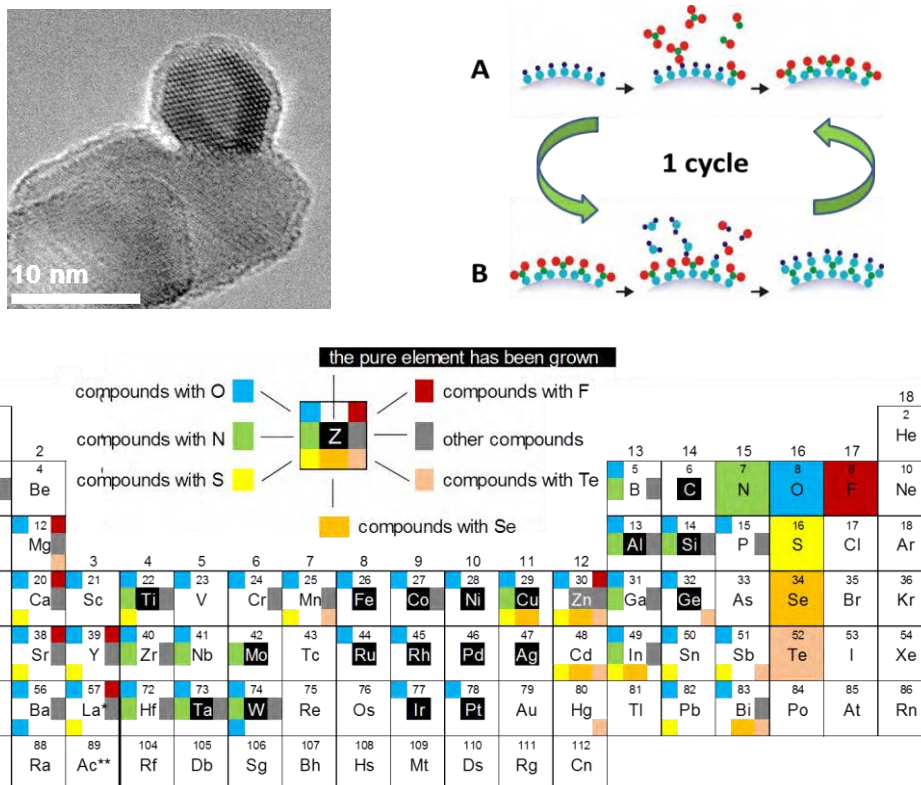 10 nm
A
1 cycle
B
the pure element has been grown
compounds with O
compounds with F
compounds with N
Z
other compounds
compounds with S
compounds with Te
compounds with Se
18
2
He
2
13 14 15 16 17
4 5 6 7 8 9 10
Be B C N O F Ne
12 13 14 15 16 17 18
Mg Al Si P S Cl Ar
3 4 5 6 7 8 9 10 11 12
20 21 22 23 24 25 26 27 28 29 30 31 32 33 34 35 36
Ca Sc Ti V Cr Mn Fe Co Ni Cu Zn Ga Ge As Se Br Kr
38 39 40 41 42 43 44 45 46 47 48 49 50 51 52 53 54
Sr Y Zr Nb Mo Tc Ru Rh Pd Ag Cd In Sn Sb Te I Xe
56 57 72 73 74 75 76 77 78 79 80 81 82 83 84 85 86
Ba La* Hf Ta W Re Os Ir Pt Au Hg Tl Pb Bi Po At Rn
88 89 104 105 106 107 108 109 110 111 112
Ra Ac** Rf Db Sg Bh Hs Mt Ds Rg Cn